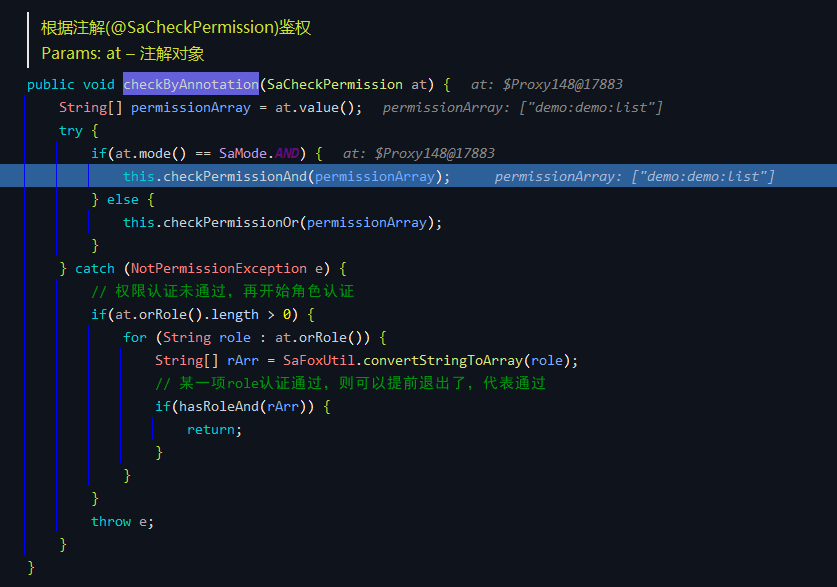 根据注解(@SaCheckPermission)鉴权
Params: at – 注解对象
public void checkByAnnotation(SaCheckPermission at) {   at: $Proxy148@17883
    String[] permissionArray = at.value();   permissionArray: ["demo:demo:list"]
    try {
        if(at.mode() == SaMode.AND) {   at: $Proxy148@17883
            this.checkPermissionAnd(permissionArray);   permissionArray: ["demo:demo:list"]
        } else {
            this.checkPermissionOr(permissionArray);
        }
    } catch (NotPermissionException e) {
        // 权限认证未通过，再开始角色认证
        if(at.orRole().length > 0) {
            for (String role : at.orRole()) {
                String[] rArr = SaFoxUtil.convertStringToArray(role);
                // 某一项role认证通过，则可以提前退出了，代表通过
                if(hasRoleAnd(rArr)) {
                    return;
                }
            }
        }
        throw e;
    }
}